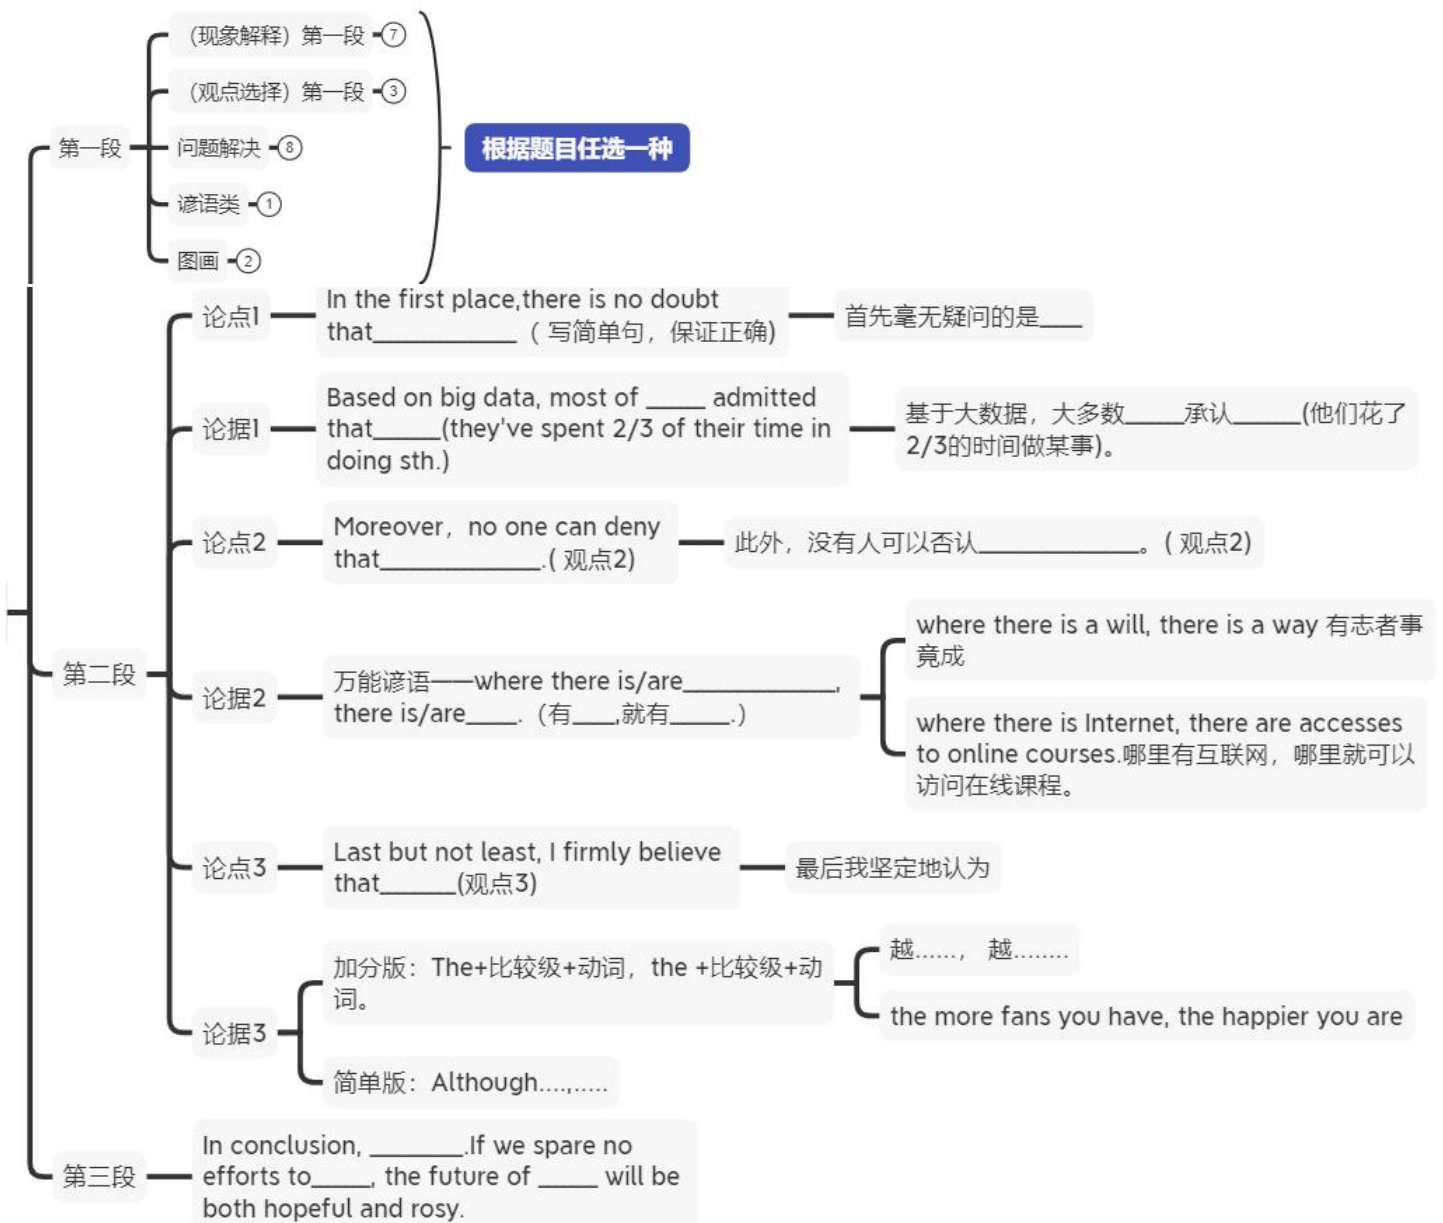 第一段
（现象解释）第一段
7
（观点选择）第一段
3
问题解决
8
谚语类
1
图画
2
根据题目任选一种
第二段
论点1
In the first place,there is no doubt
that____________（ 写简单句，保证正确)
首先毫无疑问的是____
论据1
Based on big data, most of _____ admitted
that______(they've spent 2/3 of their time in
doing sth.)
基于大数据，大多数_____承认______(他们花了
2/3的时间做某事)。
论点2
Moreover，no one can deny
that______________.( 观点2)
此外，没有人可以否认______________。( 观点2)
论据2
万能谚语——where there is/are_____________,
there is/are____.（有____,就有_____.）
where there is a will, there is a way 有志者事
竟成
where there is Internet, there are accesses
to online courses.哪里有互联网，哪里就可以
访问在线课程。
论点3
Last but not least, I firmly believe
that______(观点3)
最后我坚定地认为
论据3
加分版：The+比较级+动词，the +比较级+动
词。
越......， 越........
the more fans you have, the happier you are
简单版：Although....,.....
第三段
In conclusion, ________.If we spare no
efforts to_____, the future of _____ will be
both hopeful and rosy.